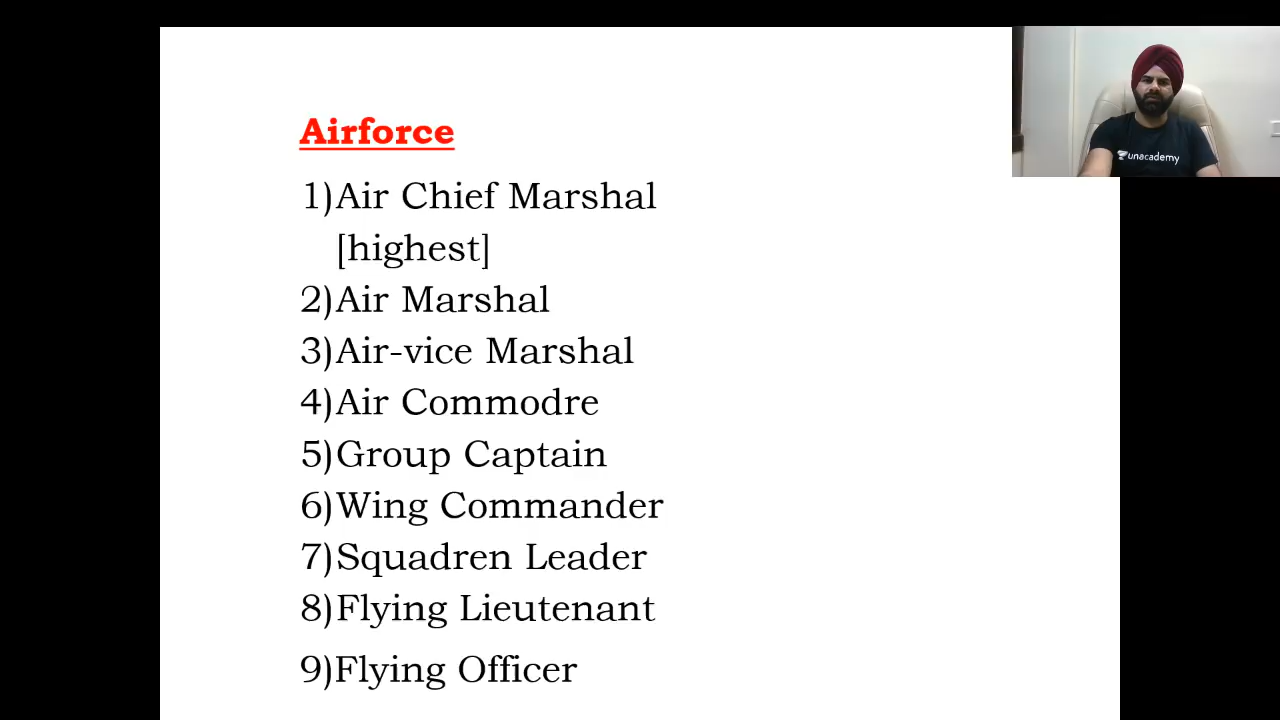 Airforce
1)Air Chief Marshal
[highest]
2)Air Marshal
3)Air-vice Marshal
4)Air Commodre
5)Group Captain
6)Wing Commander
7)Squadren Leader
8)Flying Lieutenant
9)Flying Officer
unacademy